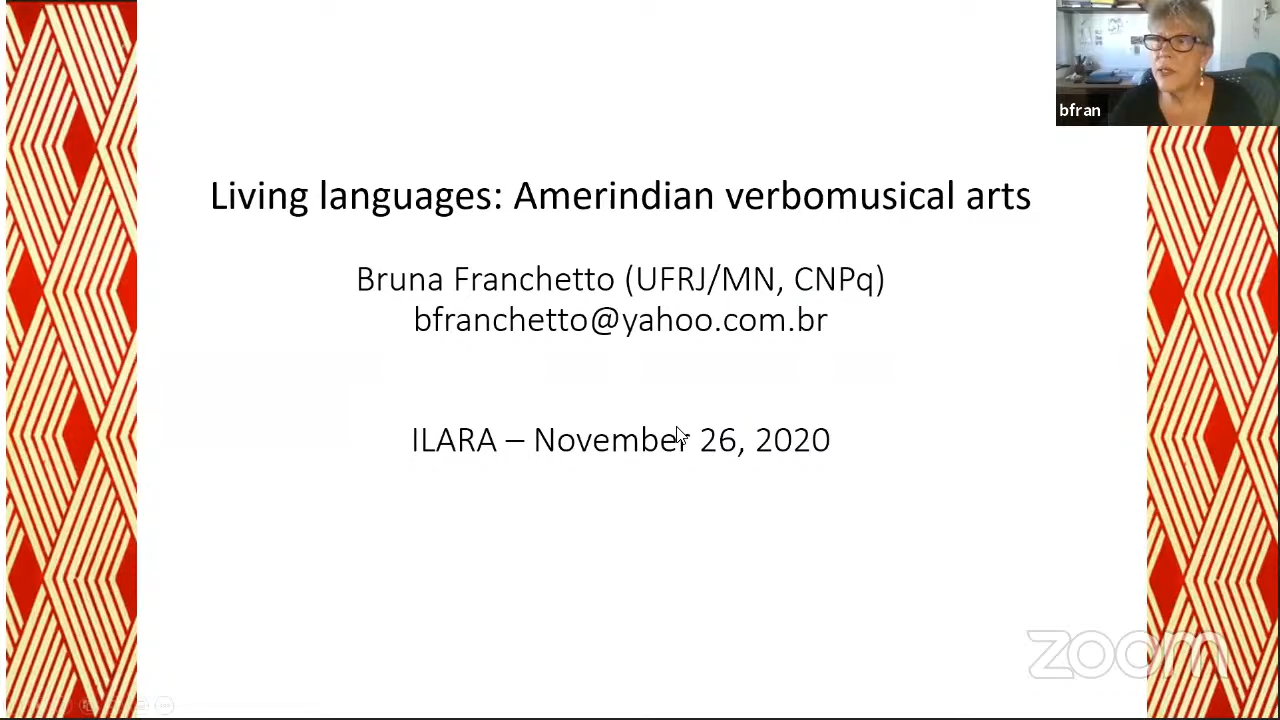 bfran
Living languages: Amerindian verbomusical arts
Bruna Franchetto (UFRJ/MN, CNPq)
bfranchetto@yahoo.com.br
ILARA – November 26, 2020
zoom